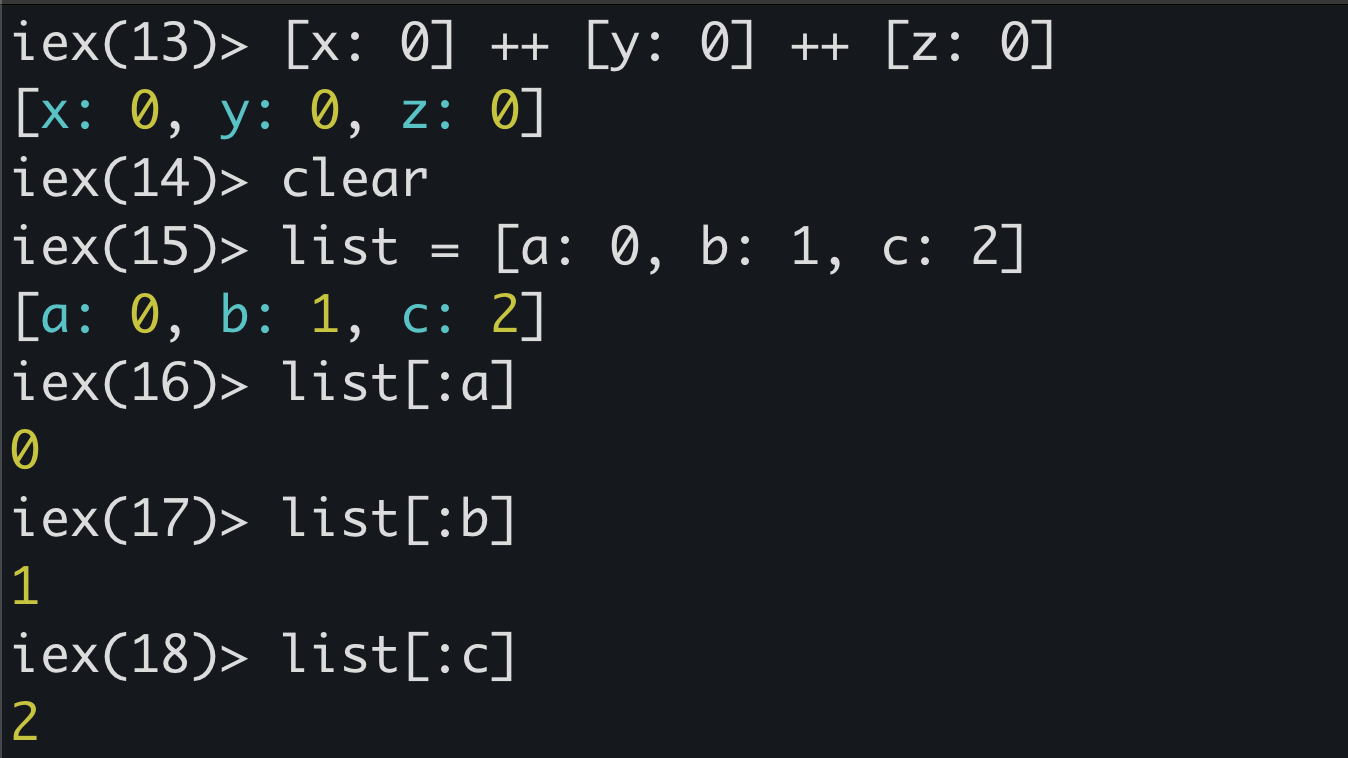 iex(13)> [x: 0] ++ [y: 0] ++ [z: 0]
[x: 0, y: 0, z: 0]
iex(14)> clear
iex(15)> list = [a: 0, b: 1, c: 2]
[a: 0, b: 1, c: 2]
iex(16)> list[:a]
0
iex(17)> list[:b]
1
iex(18)> list[:c]
2